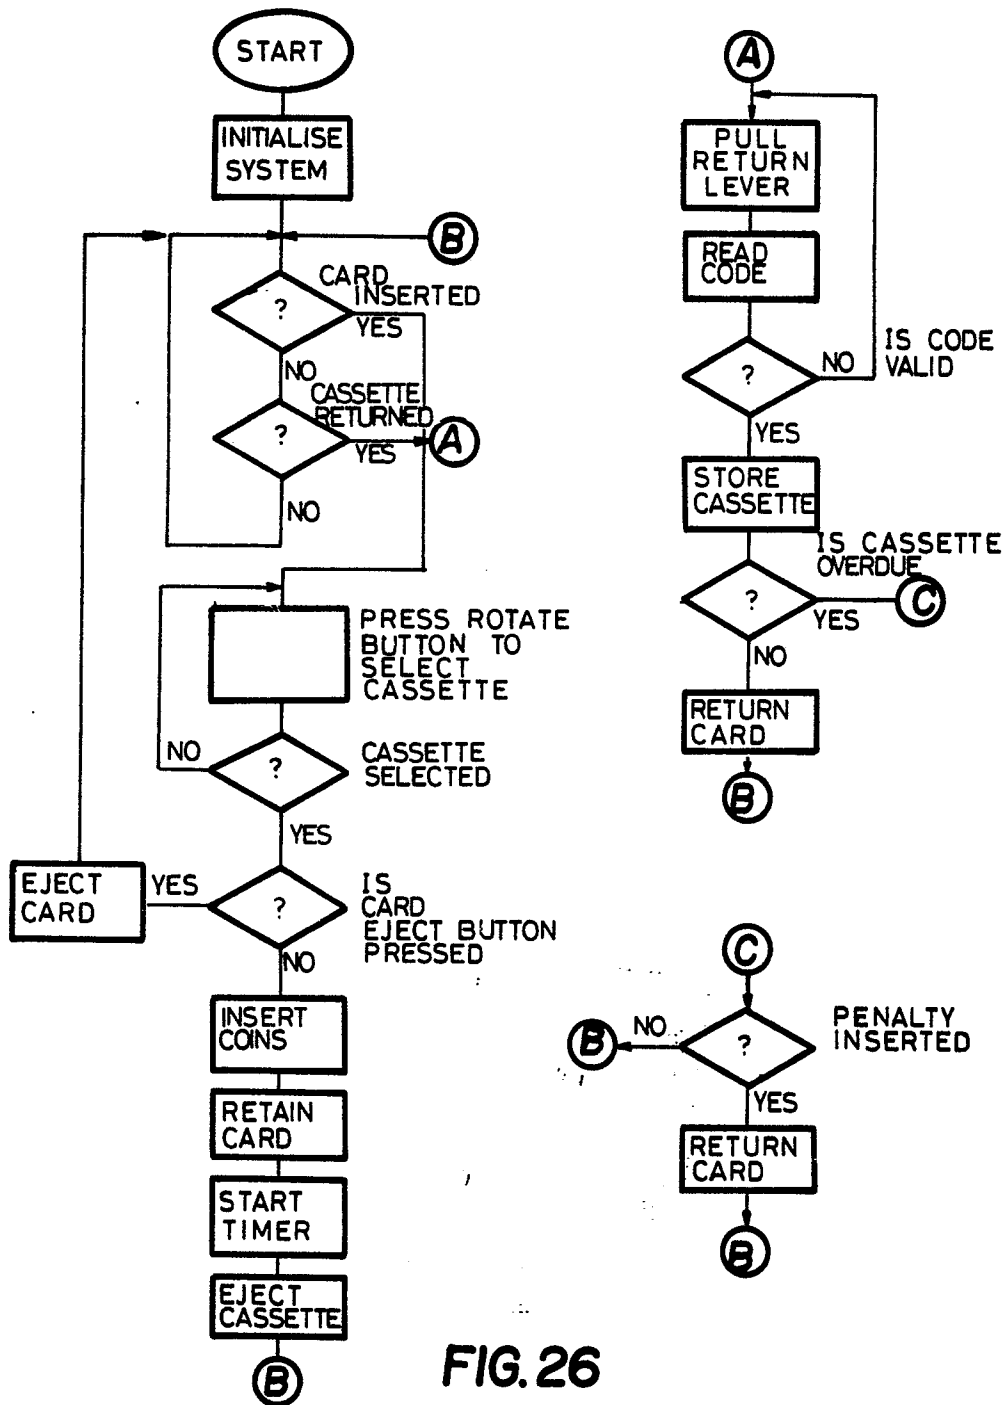 START
INITIALISE
SYSTEM
B
CARD
INSERTED
?
YES
NO
CASSETTE
RETURNED
?
YES
A
NO
PRESS ROTATE
BUTTON TO
SELECT
CASSETTE
NO
?
CASSETTE
SELECTED
YES
EJECT
CARD
YES
?
IS
CARD
EJECT BUTTON
PRESSED
NO
INSERT
COINS
RETAIN
CARD
START
TIMER
EJECT
CASSETTE
B
A
PULL
RETURN
LEVER
READ
CODE
?
NO
IS CODE
VALID
YES
STORE
CASSETTE
IS CASSETTE
OVERDUE
?
YES
C
NO
RETURN
CARD
B
C
B
NO
?
PENALTY
INSERTED
YES
RETURN
CARD
B
FIG. 26